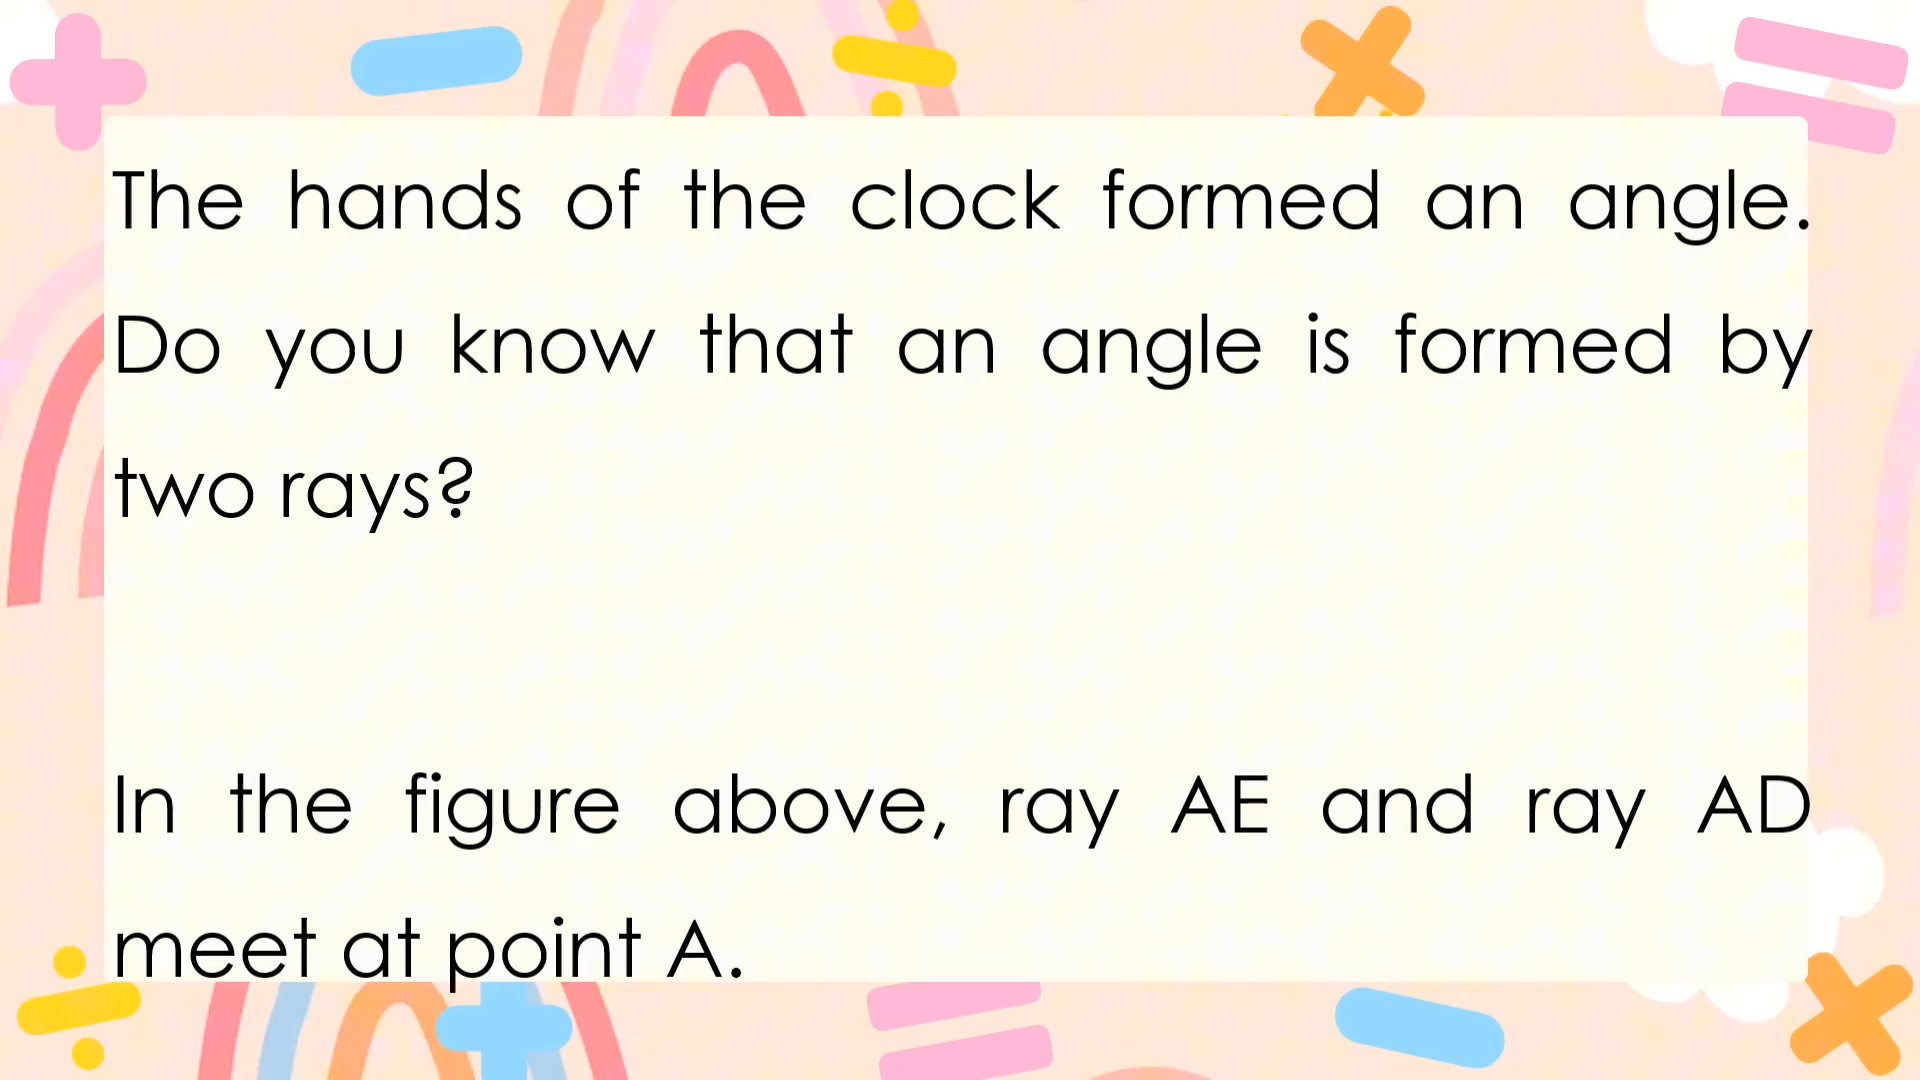 The hands of the clock formed an angle.
Do you know that an angle is formed by
two rays?
In the figure above, ray AE and ray AD
meet at point A.